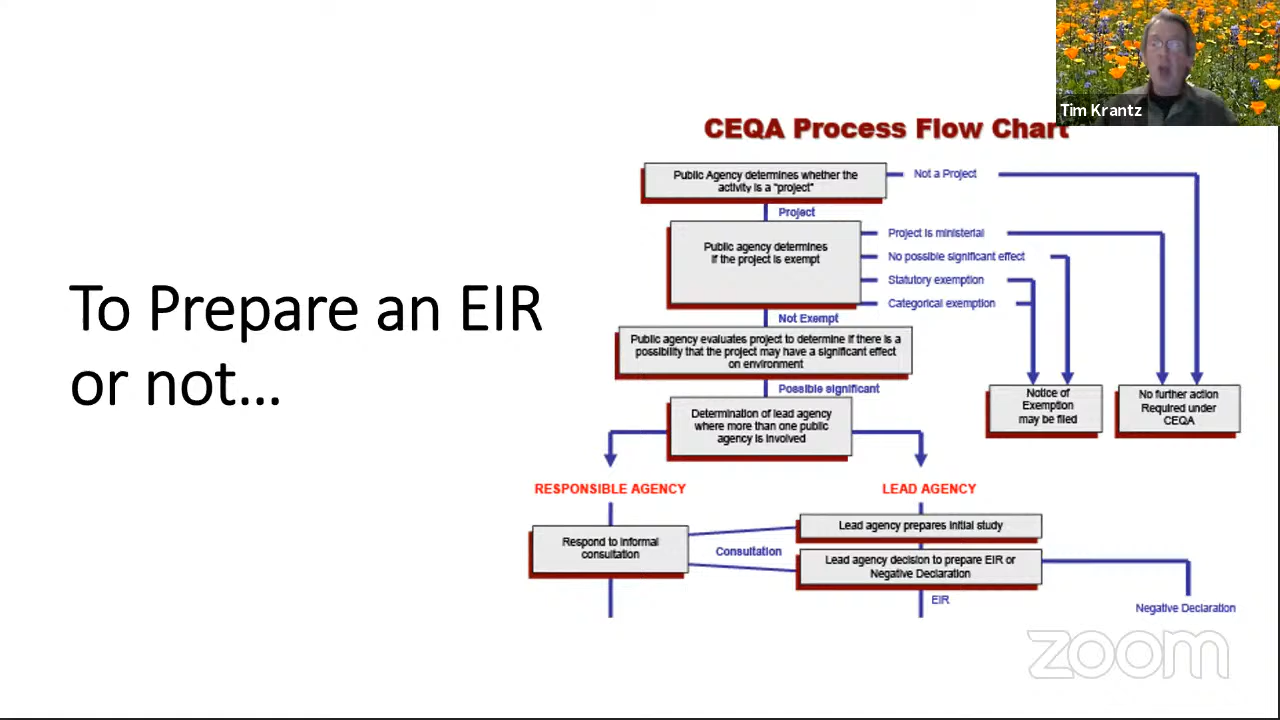 Tim Krantz
To Prepare an EIR
or not...
CEQA Process Flow Chart
Public Agency determines whether the
activity is a "project"
Not a Project
Project
Public agency determines
if the project is exempt
Project is ministerial
No possible significant effect
Statutory exemption
Categorical exemption
Not Exempt
Public agency evaluates project to determine if there is a
possibility that the project may have a significant effect
on environment
Possible significant
Notice of
Exemption
may be filed
No further action
Required under
CEQA
Determination of lead agency
where more than one public
agency is involved
RESPONSIBLE AGENCY
LEAD AGENCY
Respond to informal
consultation
Consultation
Lead agency prepares initial study
Lead agency decision to prepare EIR or
Negative Declaration
EIR
Negative Declaration
zoom